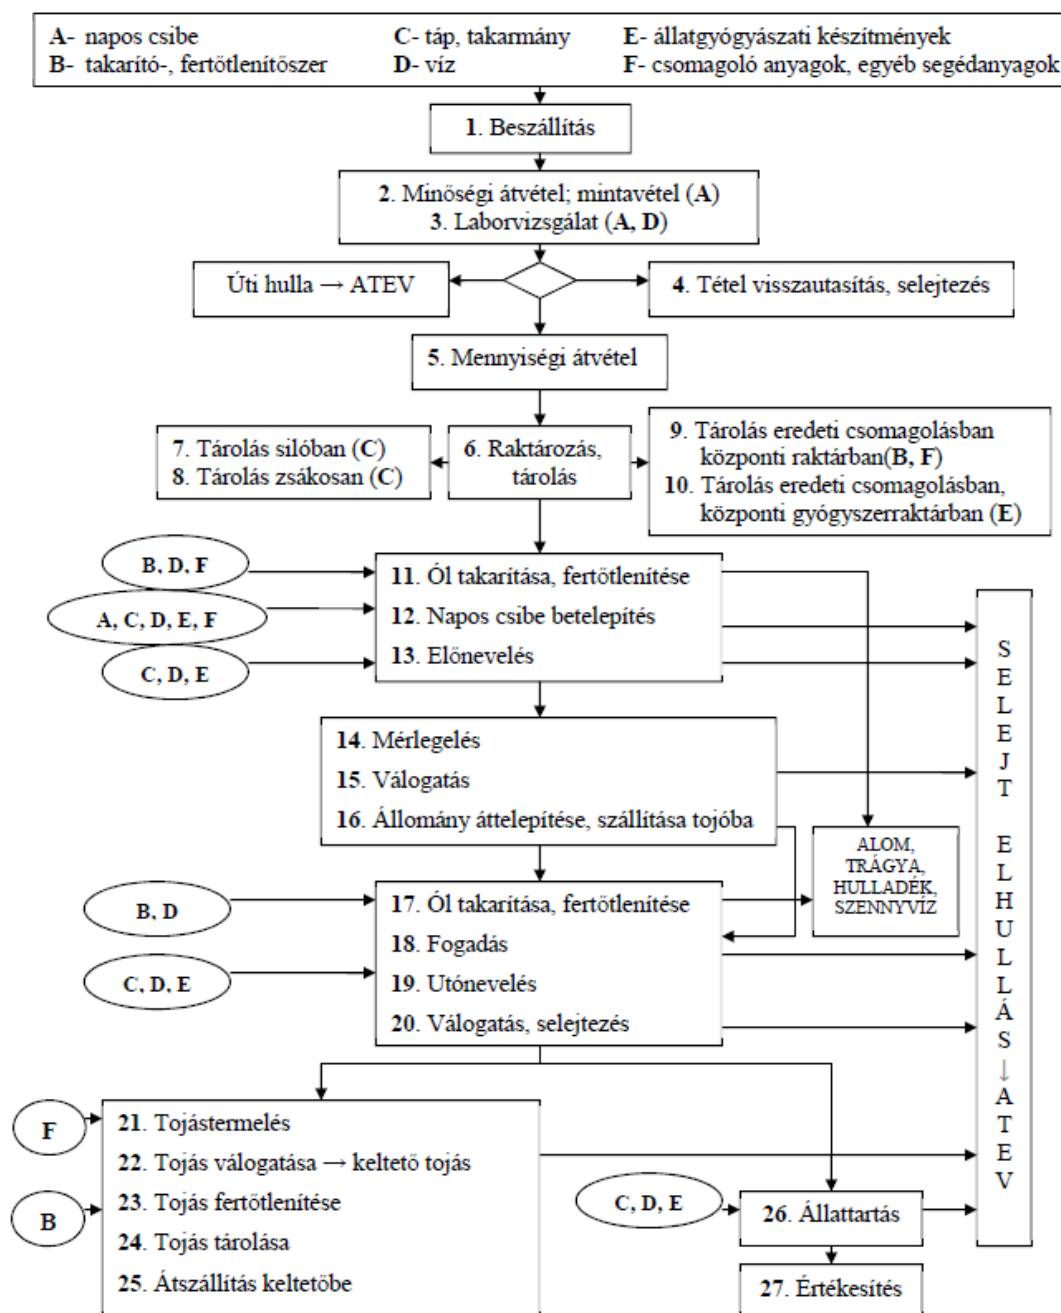 A- napos csibe C- táp, takarmány E- állatgyógyászati készítmények
B- takarító-, fertőtlenítőszer D- víz F- csomagoló anyagok, egyéb segédanyagok
1. Beszállítás
2. Minőségi átvétel; mintavétel (A)
3. Laborvizsgálat (A, D)
Úti hulla → ATEV
4. Tétel visszautasítás, selejtezés
5. Mennyiségi átvétel
7. Tárolás silóban (C)
8. Tárolás zsákosan (C)
6. Raktározás,
tárolás
9. Tárolás eredeti csomagolásban
központi raktárban(B, F)
10. Tárolás eredeti csomagolásban,
központi gyógyszerraktárban (E)
B, D, F
A, C, D, E, F
C, D, E
11. Ól takarítása, fertőtlenítése
12. Napos csibe betelepítés
13. Előnevelés
14. Mérlegelés
15. Válogatás
16. Állomány áttelepítése, szállítása tojóba
ALOM,
TRÁGYA,
HULLADÉK,
SZENNYVÍZ
SELEJT ELHULLÁS↓ATEV
B, D
C, D, E
17. Ól takarítása, fertőtlenítése
18. Fogadás
19. Utónevelés
20. Válogatás, selejtezés
F
B
21. Tojástermelés
22. Tojás válogatása → keltető tojás
23. Tojás fertőtlenítése
24. Tojás tárolása
25. Átszállítás keltetőbe
C, D, E
26. Állattartás
27. Értékesítés